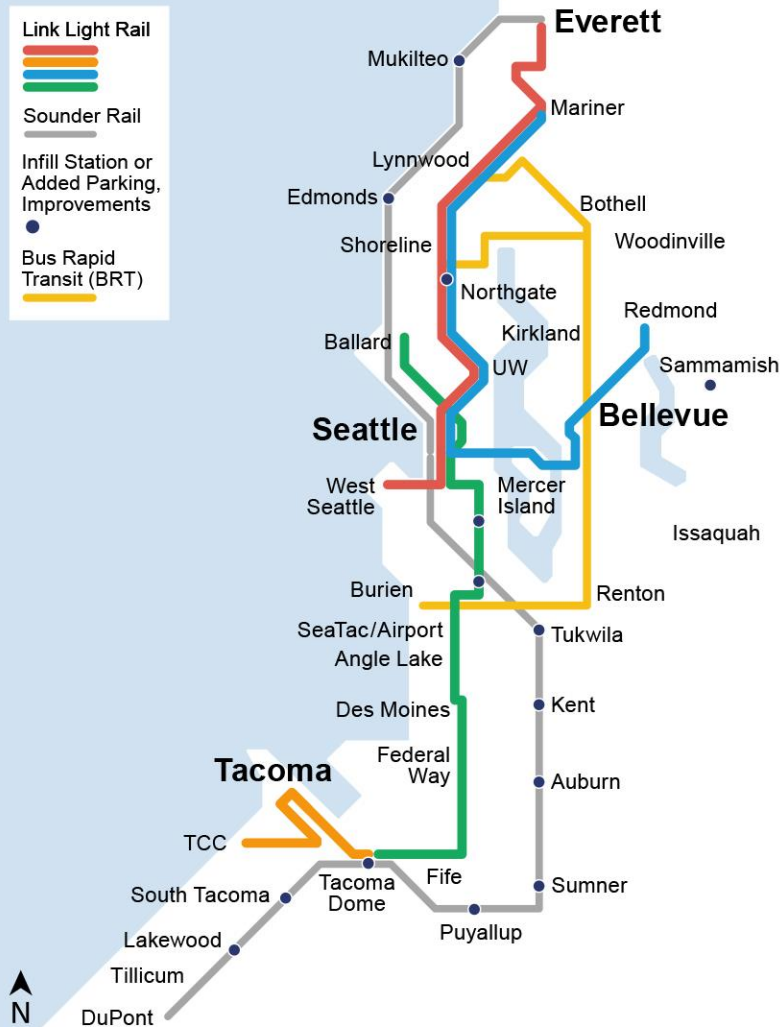 Link Light Rail
Sounder Rail
Infill Station or
Added Parking,
Improvements
Bus Rapid
Transit (BRT)
Everett
Mukilteo
Mariner
Lynnwood
Edmonds
Bothell
Shoreline
Woodinville
Northgate
Redmond
Ballard
Kirkland
UW
Sammamish
Seattle
Bellevue
West
Seattle
Mercer
Island
Issaquah
Burien
Renton
SeaTac/Airport
Tukwila
Angle Lake
Des Moines
Kent
Federal
Way
Tacoma
Auburn
TCC
Tacoma
Dome
Fife
Sumner
South Tacoma
Puyallup
Lakewood
Tillicum
DuPont
N